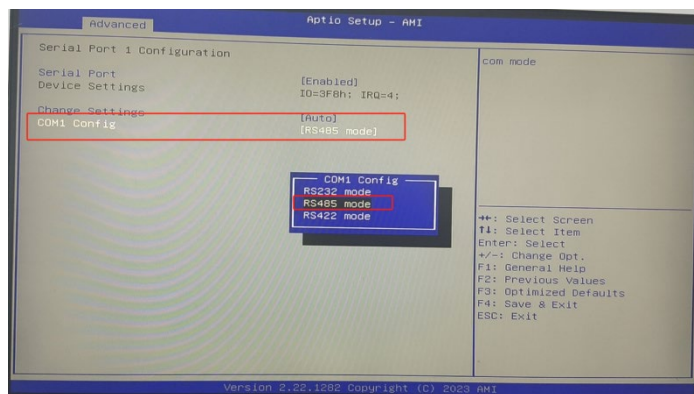 Aptio Setup - AMI
Advanced
Serial Port 1 Configuration
Serial Port [Enabled]
Device Settings IO=3F8h; IRQ=4;
Change Settings [Auto]
COM1 Config [RS485 mode]
COM1 Config
RS232 mode
RS485 mode
RS422 mode
com mode
→←: Select Screen
↑↓: Select Item
Enter: Select
+/-: Change Opt.
F1: General Help
F2: Previous Values
F3: Optimized Defaults
F4: Save & Exit
ESC: Exit
Version 2.22.1282 Copyright (C) 2023 AMI